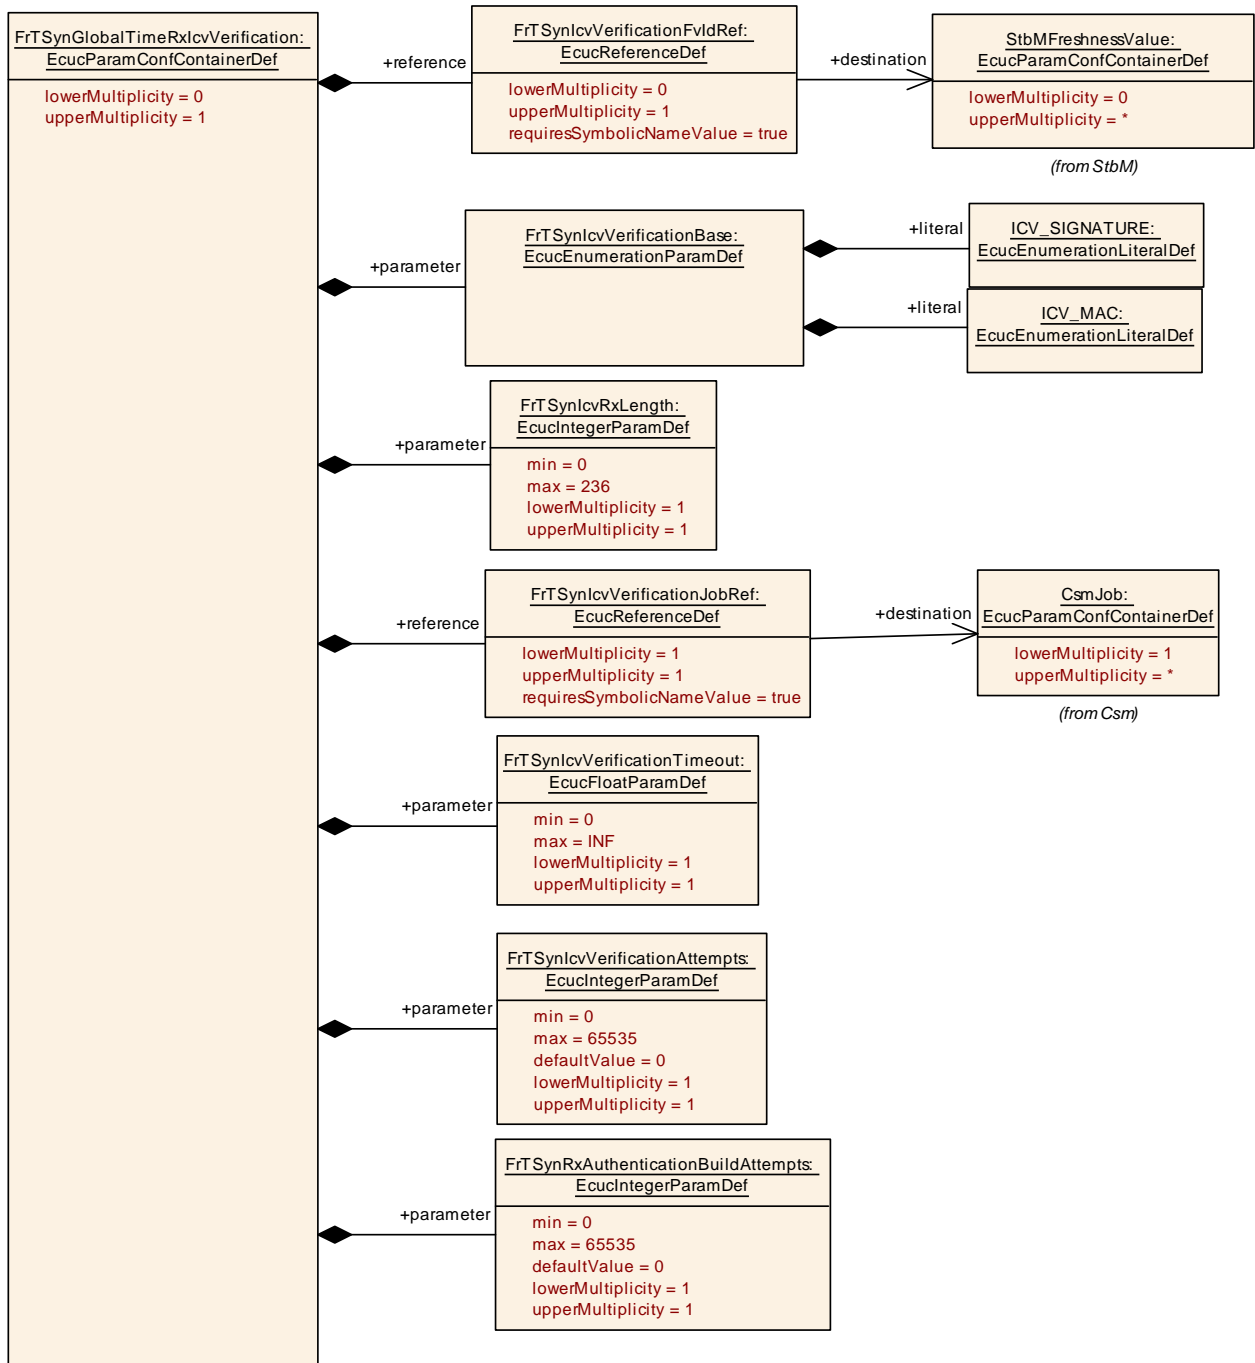 FrTSynGlobalTimeRxIcvVerification:
EcucParamConfContainerDef
lowerMultiplicity = 0
upperMultiplicity = 1
+reference
FrTSynIcvVerificationFvIdRef:
EcucReferenceDef
lowerMultiplicity = 0
upperMultiplicity = 1
requiresSymbolicNameValue = true
+destination
StbMFreshnessValue:
EcucParamConfContainerDef
lowerMultiplicity = 0
upperMultiplicity = *
(from StbM)
+parameter
FrTSynIcvVerificationBase:
EcucEnumerationParamDef
+literal
ICV_SIGNATURE:
EcucEnumerationLiteralDef
+literal
ICV_MAC:
EcucEnumerationLiteralDef
+parameter
FrTSynIcvRxLength:
EcucIntegerParamDef
min = 0
max = 236
lowerMultiplicity = 1
upperMultiplicity = 1
+reference
FrTSynIcvVerificationJobRef:
EcucReferenceDef
lowerMultiplicity = 1
upperMultiplicity = 1
requiresSymbolicNameValue = true
+destination
CsmJob:
EcucParamConfContainerDef
lowerMultiplicity = 1
upperMultiplicity = *
(from Csm)
+parameter
FrTSynIcvVerificationTimeout:
EcucFloatParamDef
min = 0
max = INF
lowerMultiplicity = 1
upperMultiplicity = 1
+parameter
FrTSynIcvVerificationAttempts:
EcucIntegerParamDef
min = 0
max = 65535
defaultValue = 0
lowerMultiplicity = 1
upperMultiplicity = 1
+parameter
FrTSynRxAuthenticationBuildAttempts:
EcucIntegerParamDef
min = 0
max = 65535
defaultValue = 0
lowerMultiplicity = 1
upperMultiplicity = 1